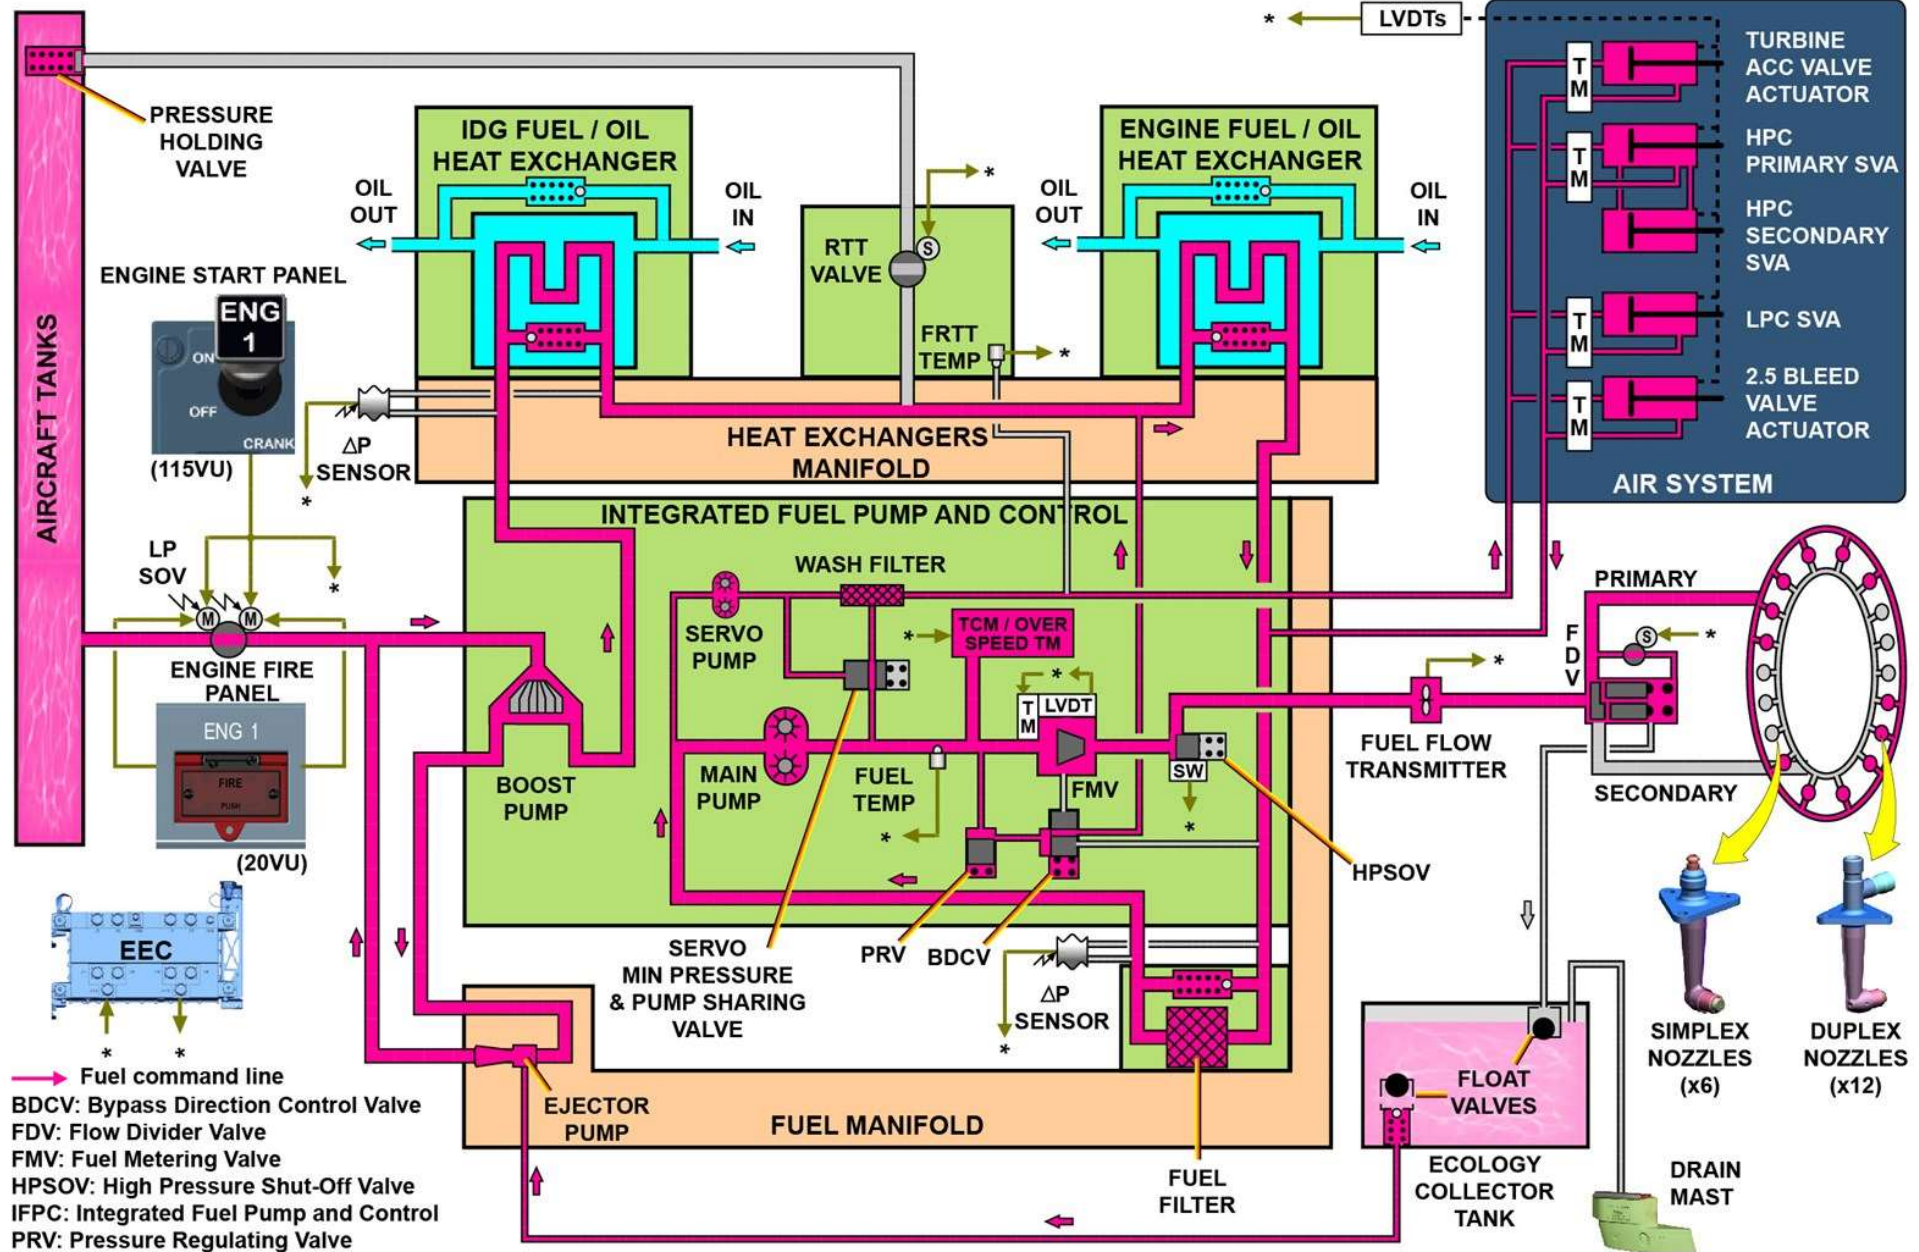 *
LVDTs
PRESSURE
HOLDING
VALVE
AIRCRAFT TANKS
IDG FUEL / OIL
HEAT EXCHANGER
OIL
OUT
OIL
IN
RTT
VALVE
S
*
FRTT
TEMP
*
ENGINE FUEL / OIL
HEAT EXCHANGER
OIL
OUT
OIL
IN
TM
TURBINE
ACC VALVE
ACTUATOR
TM
HPC
PRIMARY SVA
HPC
SECONDARY
SVA
TM
LPC SVA
TM
2.5 BLEED
VALVE
ACTUATOR
AIR SYSTEM
ENGINE START PANEL
ENG
1
ON
OFF
CRANK
(115VU)
ΔP
SENSOR
*
HEAT EXCHANGERS
MANIFOLD
LP
SOV
*
M
M
ENGINE FIRE
PANEL
ENG 1
FIRE
PUSH
(20VU)
INTEGRATED FUEL PUMP AND CONTROL
WASH FILTER
SERVO
PUMP
*
TCM / OVER
SPEED TM
*
TM
LVDT
BOOST
PUMP
MAIN
PUMP
FUEL
TEMP
*
FMV
SW
*
HPSOV
FUEL FLOW
TRANSMITTER
*
PRIMARY
FDV
S
*
SECONDARY
SERVO
MIN PRESSURE
& PUMP SHARING
VALVE
PRV
BDCV
ΔP
SENSOR
*
EEC
*
*
SIMPLEX
NOZZLES
(x6)
DUPLEX
NOZZLES
(x12)
FLOAT
VALVES
EJECTOR
PUMP
FUEL MANIFOLD
FUEL
FILTER
ECOLOGY
COLLECTOR
TANK
DRAIN
MAST
Fuel command line
BDCV: Bypass Direction Control Valve
FDV: Flow Divider Valve
FMV: Fuel Metering Valve
HPSOV: High Pressure Shut-Off Valve
IFPC: Integrated Fuel Pump and Control
PRV: Pressure Regulating Valve